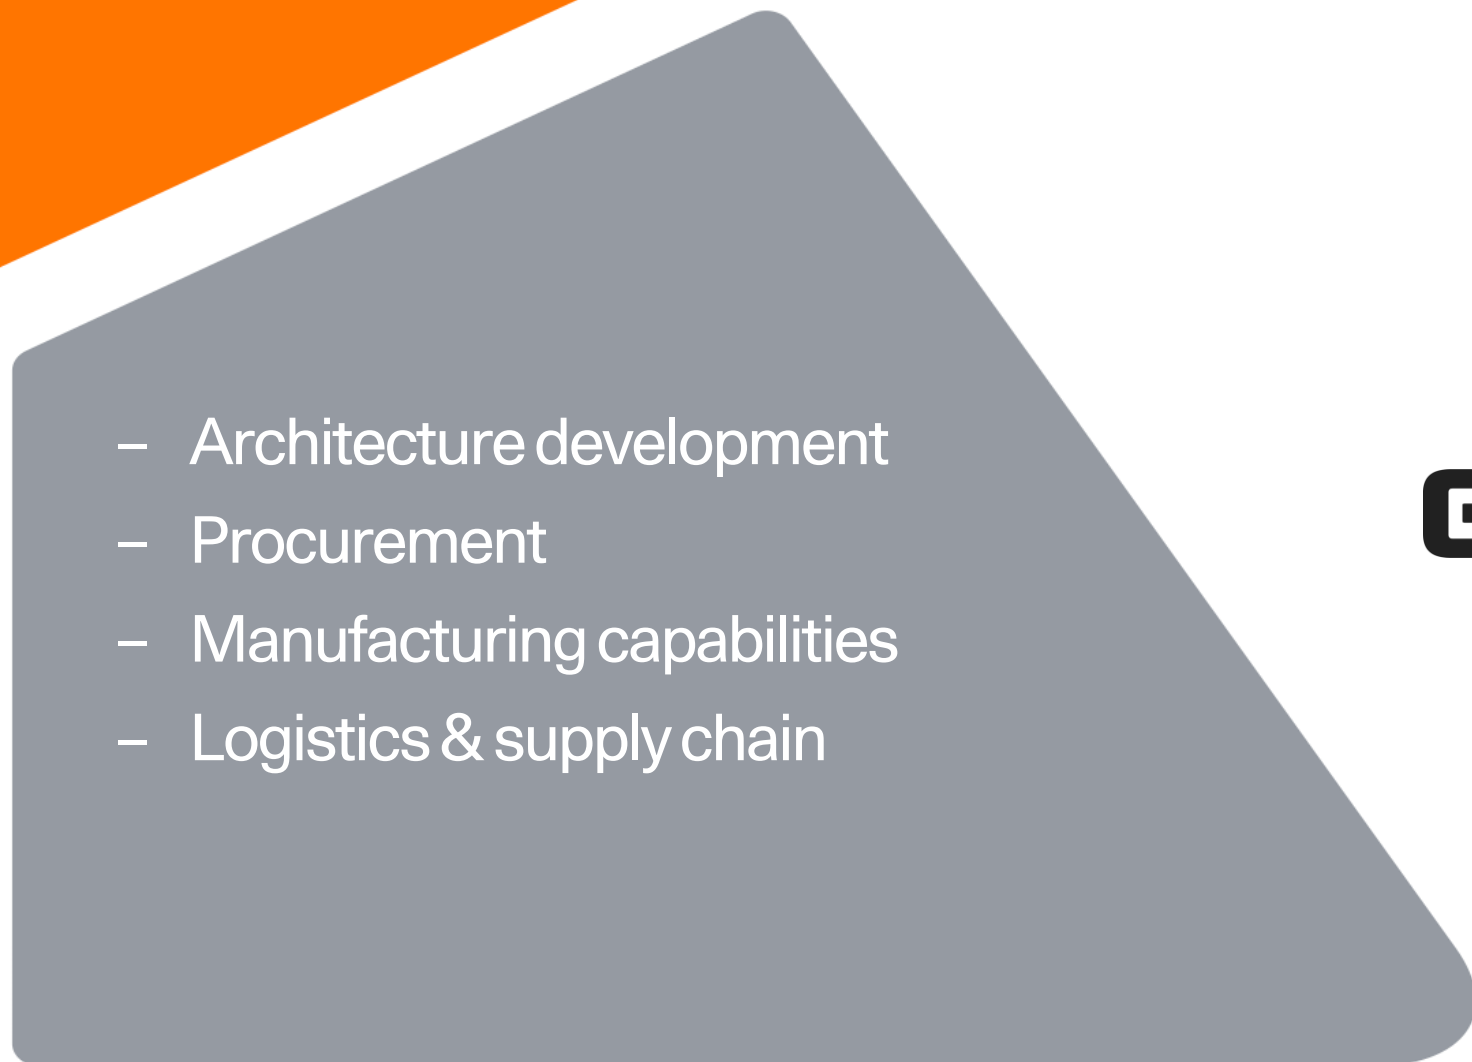 – Architecture development
– Procurement
– Manufacturing capabilities
– Logistics & supply chain